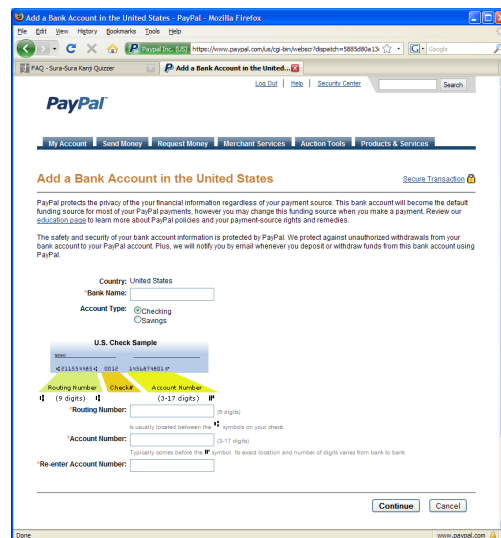 Add a Bank Account in the United States - PayPal - Mozilla Firefox
File Edit View History Bookmarks Tools Help
PayPal Inc. (US) https://www.paypal.com/us/cgi-bin/webscr?dispatch=5885d80a13c Google
FAQ - Sura-Sura Kanji Quizzer Add a Bank Account in the United...
Log Out | Help | Security Center Search
PayPal
My Account Send Money Request Money Merchant Services Auction Tools Products & Services
Add a Bank Account in the United States Secure Transaction
PayPal protects the privacy of your financial information regardless of your payment source. This bank account will become the default
funding source for most of your PayPal payments, however you may change this funding source when you make a payment. Review our
education page to learn more about PayPal policies and your payment-source rights and remedies.
The safety and security of your bank account information is protected by PayPal. We protect against unauthorized withdrawals from your
bank account to your PayPal account. Plus, we will notify you by email whenever you deposit or withdraw funds from this bank account using
PayPal.
Country: United States
*Bank Name:
Account Type: Checking
Savings
U.S. Check Sample
MEMO
211554485 0012 1456874801
Routing Number Check# Account Number
(9 digits) (3-17 digits)
*Routing Number: (9 digits)
Is usually located between the symbols on your check.
*Account Number: (3-17 digits)
Typically comes before the symbol. Its exact location and number of digits varies from bank to bank.
*Re-enter Account Number:
Continue Cancel
Done www.paypal.com